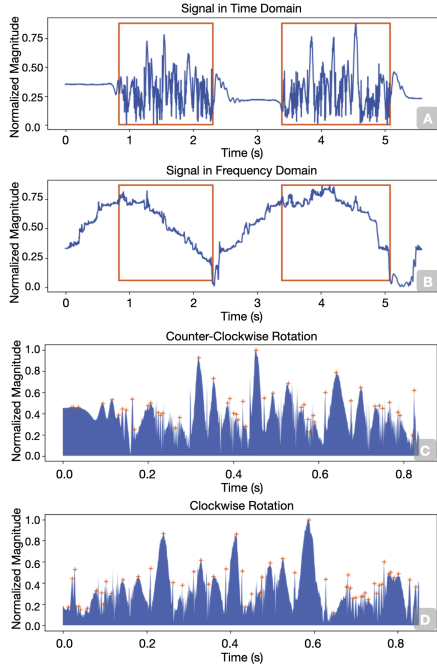 Signal in Time Domain
Normalized Magnitude
0.75
0.50
0.25
0.0
0 1 2 3 4 5
Time (s)
A
Signal in Frequency Domain
Normalized Magnitude
0.75
0.50
0.25
0.0
0 1 2 3 4 5
Time (s)
B
Counter-Clockwise Rotation
Normalized Magnitude
1.0
0.8
0.6
0.4
0.2
0.0
0.0 0.2 0.4 0.6 0.8
Time (s)
C
Clockwise Rotation
Normalized Magnitude
1.0
0.8
0.6
0.4
0.2
0.0
0.0 0.2 0.4 0.6 0.8
Time (s)
D